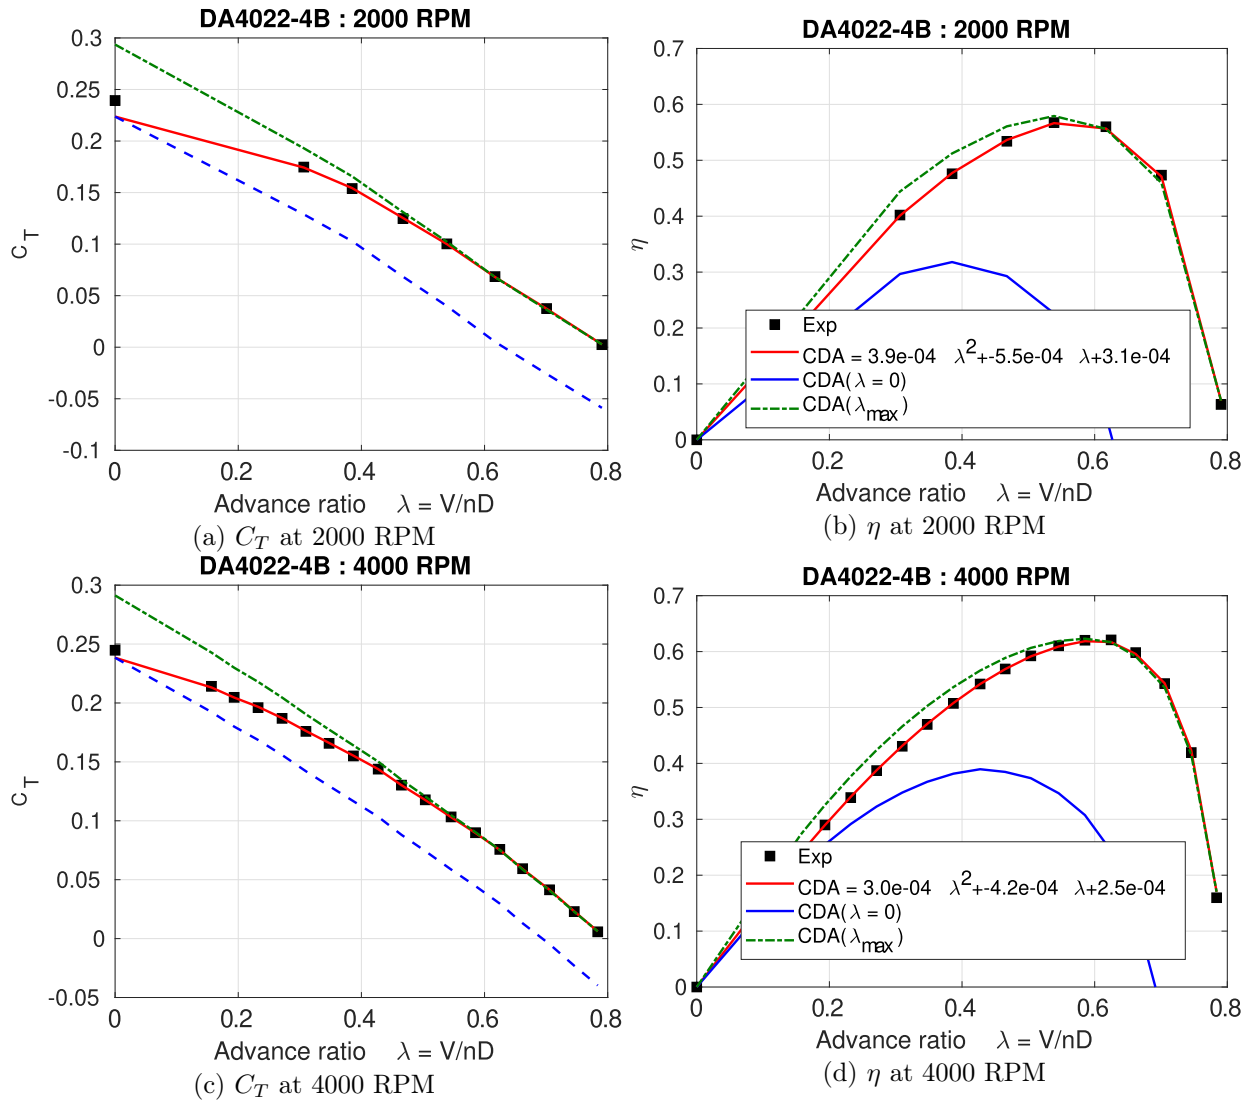 DA4022-4B : 2000 RPM
0.3
0.25
0.2
0.15
0.1
0.05
0
-0.05
-0.1
c_T
0 0.2 0.4 0.6 0.8
Advance ratio λ = V/nD
(a) C_T at 2000 RPM
DA4022-4B : 2000 RPM
0.7
0.6
0.5
0.4
0.3
0.2
0.1
0
η
Exp
CDA = 3.9e-04 λ^2+-5.5e-04 λ+3.1e-04
CDA(λ = 0)
CDA(λ_max)
0 0.2 0.4 0.6 0.8
Advance ratio λ = V/nD
(b) η at 2000 RPM
DA4022-4B : 4000 RPM
0.3
0.25
0.2
0.15
0.1
0.05
0
-0.05
c_T
0 0.2 0.4 0.6 0.8
Advance ratio λ = V/nD
(c) C_T at 4000 RPM
DA4022-4B : 4000 RPM
0.7
0.6
0.5
0.4
0.3
0.2
0.1
0
η
Exp
CDA = 3.0e-04 λ^2+-4.2e-04 λ+2.5e-04
CDA(λ = 0)
CDA(λ_max)
0 0.2 0.4 0.6 0.8
Advance ratio λ = V/nD
(d) η at 4000 RPM